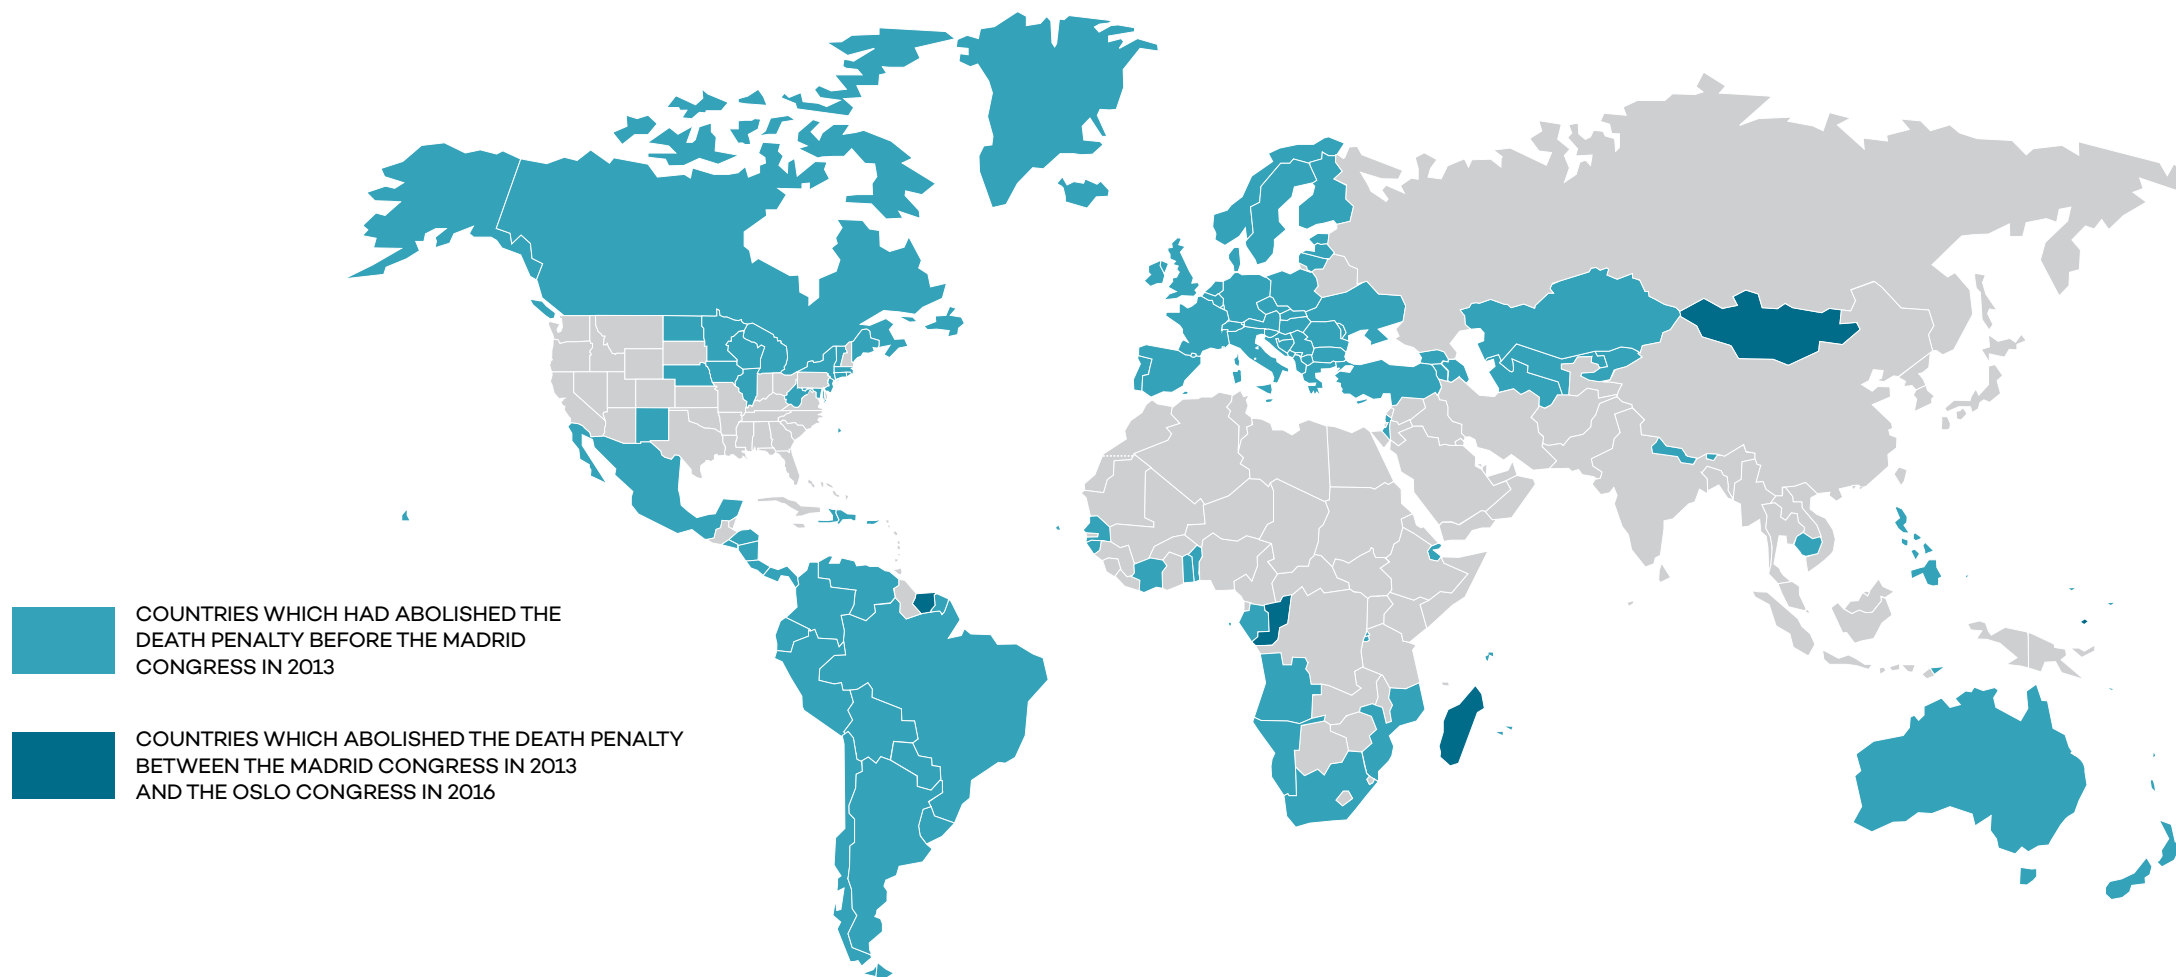 COUNTRIES WHICH HAD ABOLISHED THE
DEATH PENALTY BEFORE THE MADRID
CONGRESS IN 2013
COUNTRIES WHICH ABOLISHED THE DEATH PENALTY
BETWEEN THE MADRID CONGRESS IN 2013
AND THE OSLO CONGRESS IN 2016